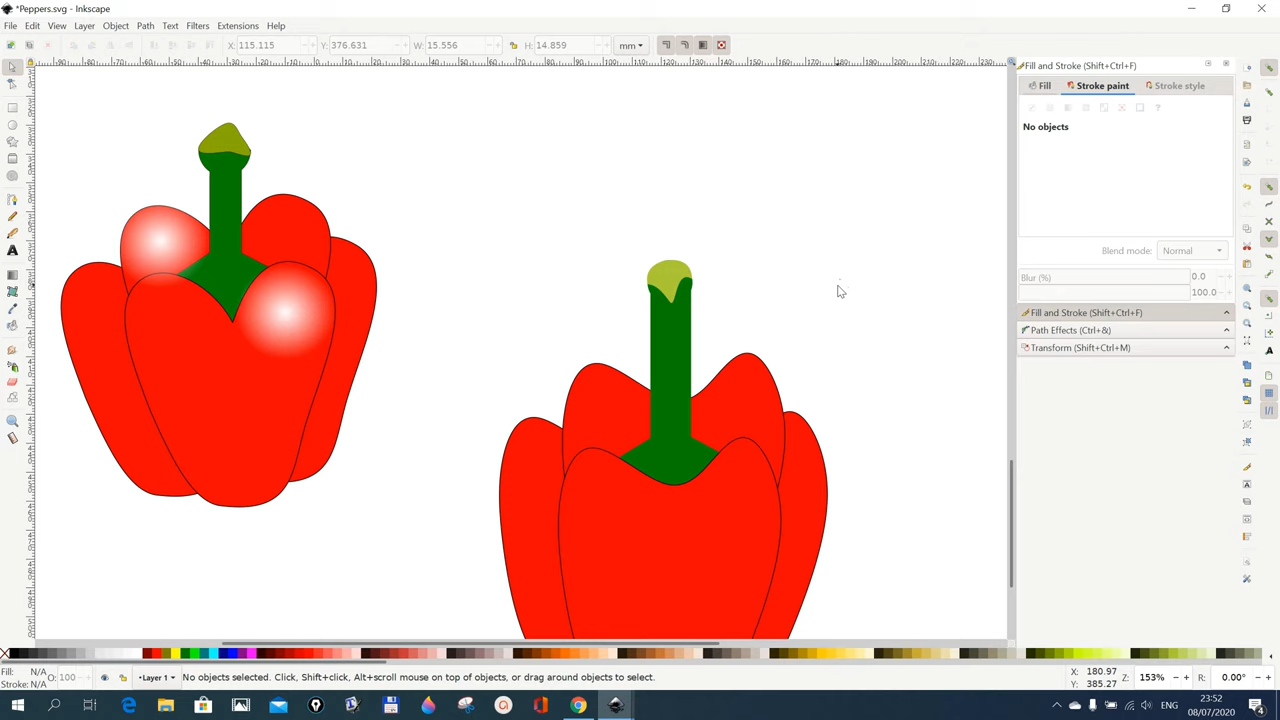 *Peppers.svg - Inkscape
File Edit View Layer Object Path Text Filters Extensions Help
X: 115.115 Y: 376.631 W: 15.556 H: 14.859 mm
Fill and Stroke (Shift+Ctrl+F)
Fill Stroke paint Stroke style
No objects
Blend mode: Normal
Blur (%) 0.0
100.0
Fill and Stroke (Shift+Ctrl+F)
Path Effects (Ctrl+&)
Transform (Shift+Ctrl+M)
Fill: N/A O: 100 Layer 1 No objects selected. Click, Shift+click, Alt+scroll mouse on top of objects, or drag around objects to select. X: 180.97 Z: 153% R: 0.00°
Stroke: N/A Y: 385.27
23:52
08/07/2020
4